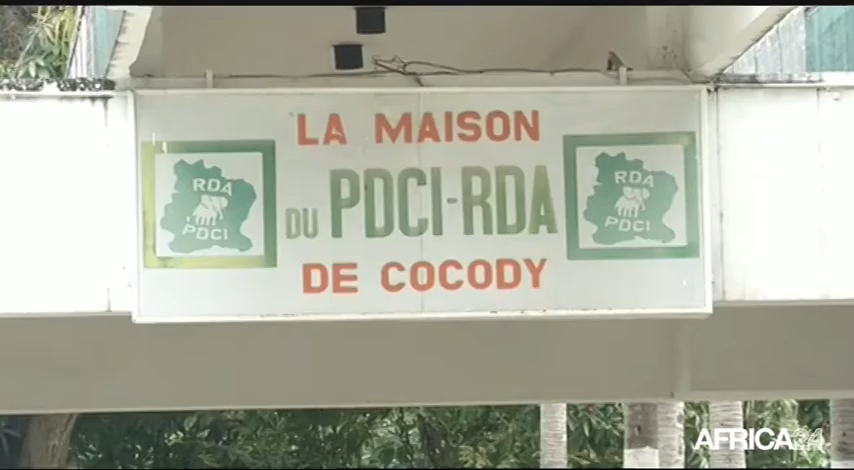 LA MAISON
DU PDCI-RDA
DE COCODY
RDA
PDCI
RDA
PDCI
AFRICA24